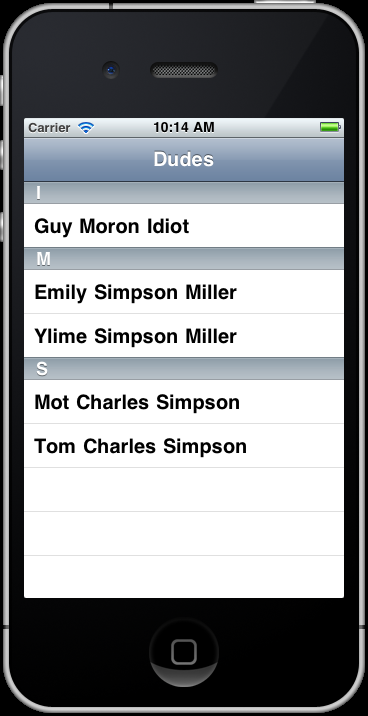 Carrier 10:14 AM
Dudes
I
Guy Moron Idiot
M
Emily Simpson Miller
Ylime Simpson Miller
S
Mot Charles Simpson
Tom Charles Simpson